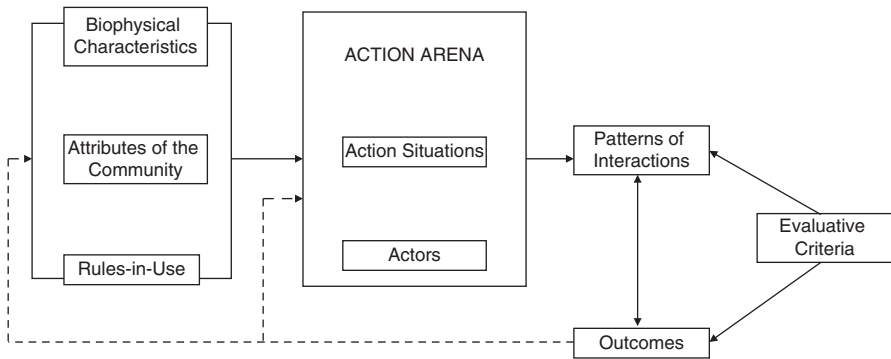 Biophysical
Characteristics
Attributes of the
Community
Rules-in-Use
ACTION ARENA
Action Situations
Actors
Patterns of
Interactions
Outcomes
Evaluative
Criteria